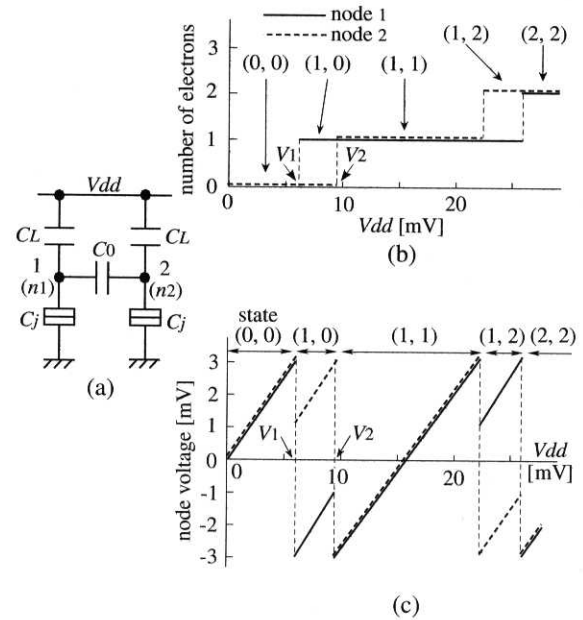 node 1
node 2
(0, 0) (1, 0) (1, 1) (1, 2) (2, 2)
number of electrons
2
1
0
V1 V2
0 10 20
Vdd [mV]
(b)
Vdd
CL C0 CL
1 2
(n1) (n2)
Cj Cj
(a)
state
(0, 0) (1, 0) (1, 1) (1, 2) (2, 2)
node voltage [mV]
3
2
1
0
-1
-2
-3
V1 V2
0 10 20
Vdd
[mV]
(c)